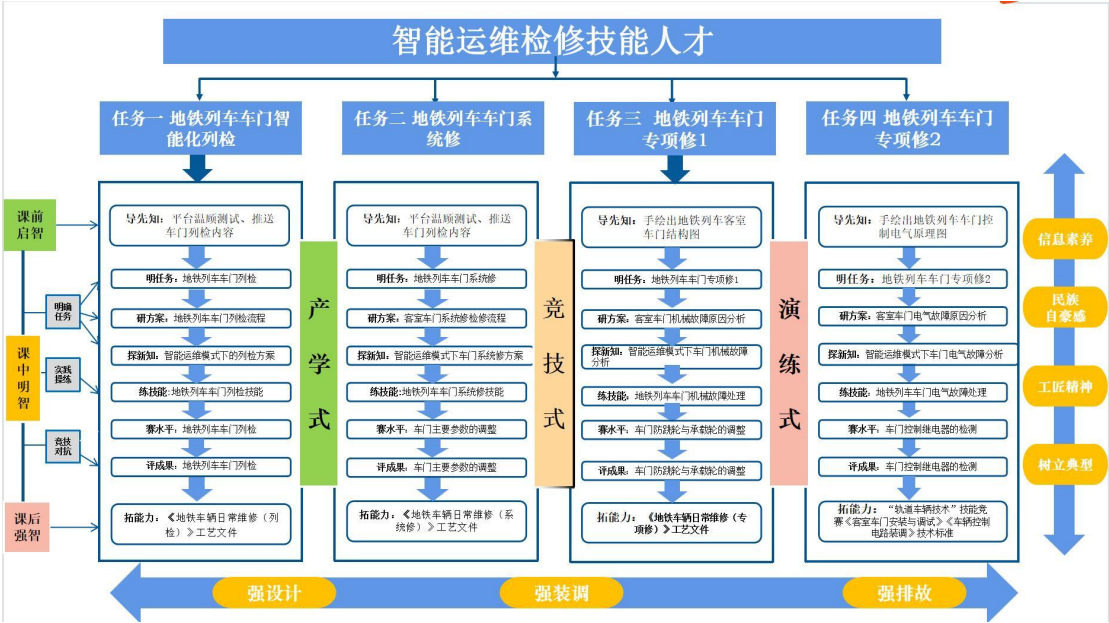 智能运维检修技能人才
任务一 地铁列车车门智
能化列检
任务二 地铁列车车门系
统修
任务三 地铁列车车门
专项修1
任务四 地铁列车车门
专项修2
课前
启智
明确
任务
课中明智
实践
操练
竞技
对抗
课后
强智
导先知：平台温顾测试、推送
车门列检内容
明任务：地铁列车车门列检
研方案：地铁列车车门列检流程
探新知：智能运维模式下的列检方案
练技能:地铁列车车门列检技能
赛水平：地铁列车车门列检
评成果：地铁列车车门列检
拓能力：《地铁车辆日常维修（列
检）》工艺文件
产学式
导先知：平台温顾测试、推送
车门列检内容
明任务：地铁列车车门系统修
研方案：客室车门系统修检修流程
探新知：智能运维模式下车门系统修方案
练技能:地铁列车车门系统修技能
赛水平：车门主要参数的调整
评成果：车门主要参数的调整
拓能力：《地铁车辆日常维修（系
统修）》工艺文件
竞技式
导先知：手绘出地铁列车客室
车门结构图
明任务：地铁列车车门专项修1
研方案：客室车门机械故障原因分析
探新知：智能运维模式下车门机械故障
分析
练技能：地铁列车车门机械故障处理
赛水平：车门防跳轮与承载轮的调整
评成果：车门防跳轮与承载轮的调整
拓能力：《地铁车辆日常维修（专
项修）》工艺文件
演练式
导先知：手绘出地铁列车车门控
制电气原理图
明任务：地铁列车车门专项修2
研方案：客室车门电气故障原因分析
探新知：智能运维模式下车门电气故障分析
练技能：地铁列车车门电气故障处理
赛水平：车门控制继电器的检测
评成果：车门控制继电器的检测
拓能力：“轨道车辆技术”技能竞
赛《客室车门安装与调试》《车辆控制
电路装调》技术标准
信息素养
民族
自豪感
工匠精神
树立典型
强设计
强装调
强排故